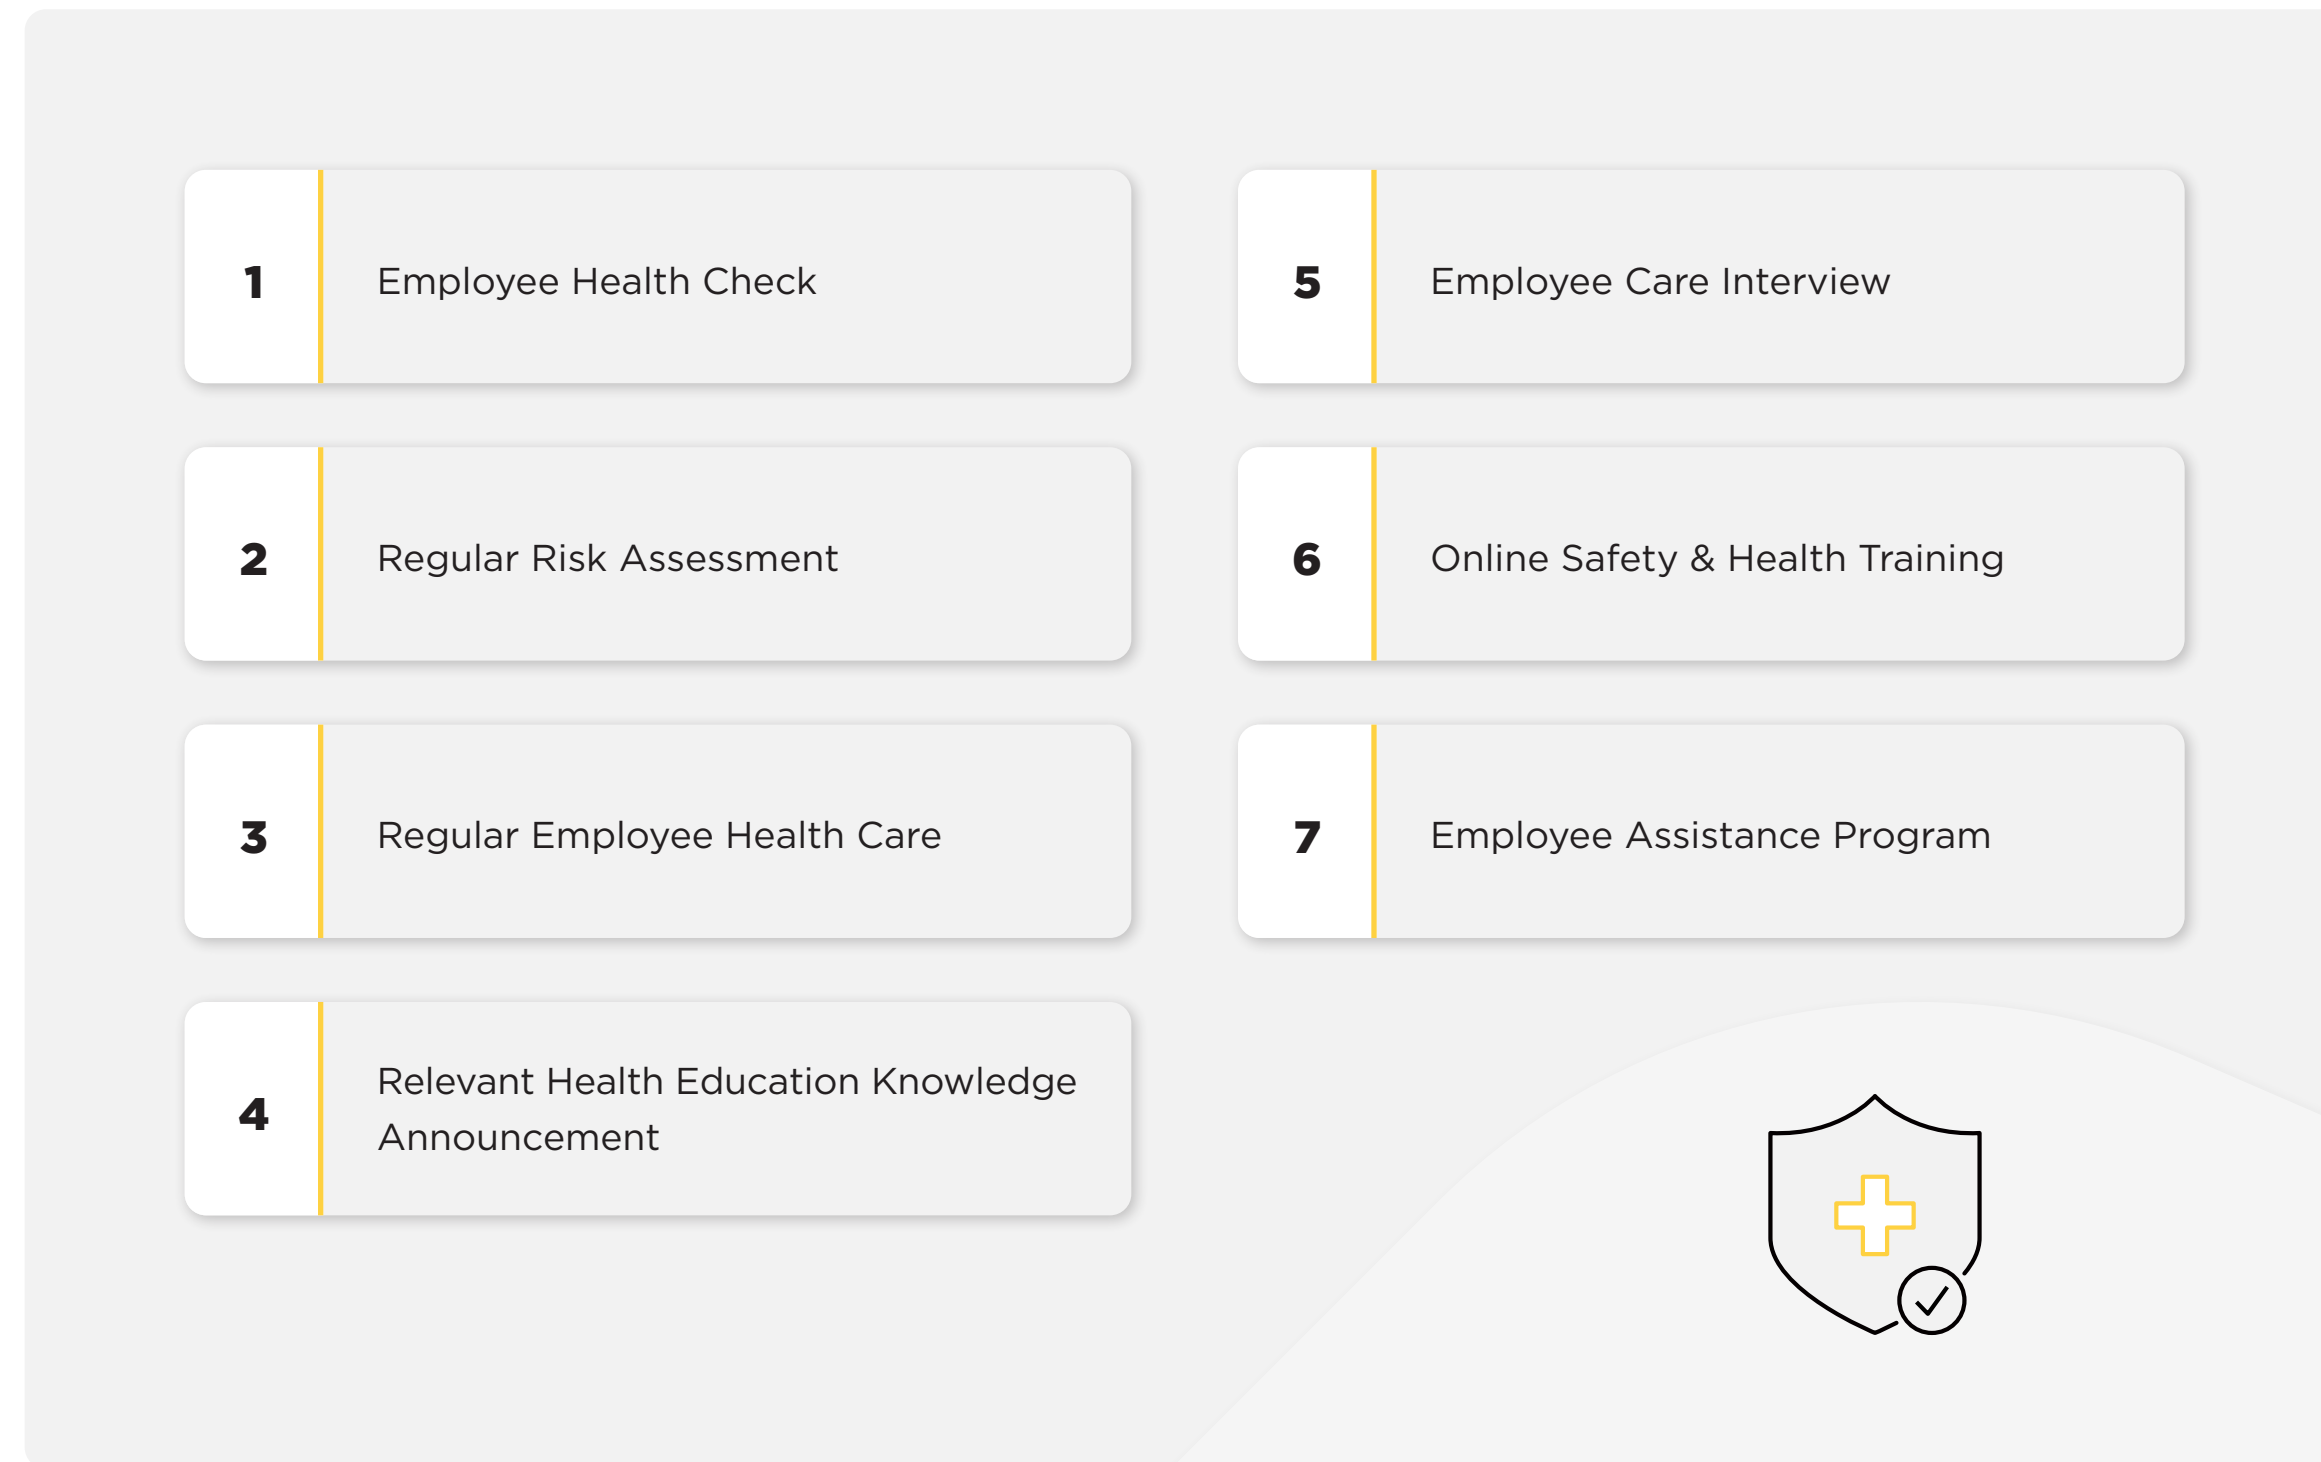 1
Employee Health Check
2
Regular Risk Assessment
3
Regular Employee Health Care
4
Relevant Health Education Knowledge
Announcement
5
Employee Care Interview
6
Online Safety & Health Training
7
Employee Assistance Program